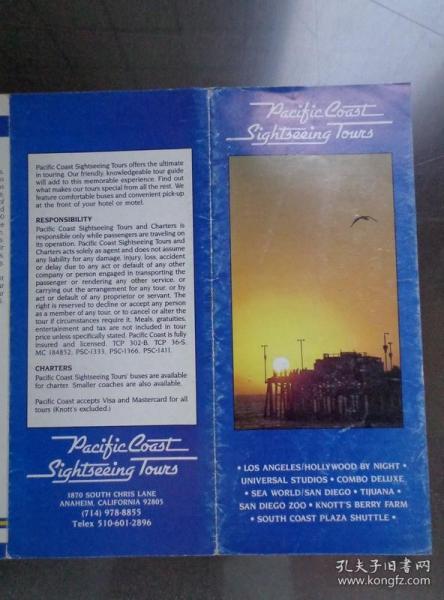 Pacific Coast Sightseeing Tours offers the ultimate
in touring. Our friendly, knowledgeable tour guide
will add to this memorable experience. Find out
what makes our tours special from all the rest. We
feature comfortable buses and convenient pick-up
at the front of your hotel or motel.
RESPONSIBILITY
Pacific Coast Sightseeing Tours and Charters is
responsible only while passengers are traveling on
its operation. Pacific Coast Sightseeing Tours and
Charters acts solely as agent and does not assume
any liability for any damage, injury, loss, accident
or delay due to any act or default of any other
company or person engaged in transporting the
passenger or rendering any other service, or
carrying out the arrangement for any tour, or by
act or default of any proprietor or servant. The
right is reserved to decline or accept any person
as a member of any tour, or to cancel or alter the
tour if circumstances require it. Meals, gratuities,
entertainment and tax are not included in tour
price unless specifically stated. Pacific Coast is fully
insured and licensed. TCP 302-B, TCP 36-S,
MC 184852, PSC-1333, PSC-1366, PSC-1411.
CHARTERS
Pacific Coast Sightseeing Tours' buses are available
for charter. Smaller coaches are also available.
Pacific Coast accepts Visa and Mastercard for all
tours (Knott's excluded.)
Pacific Coast
Sightseeing Tours
1870 SOUTH CHRIS LANE
ANAHEIM, CALIFORNIA 92805
(714) 978-8855
Telex 510-601-2896
Pacific Coast
Sightseeing Tours
• LOS ANGELES/HOLLYWOOD BY NIGHT •
UNIVERSAL STUDIOS • COMBO DELUXE
• SEA WORLD/SAN DIEGO • TIJUANA •
SAN DIEGO ZOO • KNOTT'S BERRY FARM
• SOUTH COAST PLAZA SHUTTLE •
孔夫子旧书网
www.kongfz.com